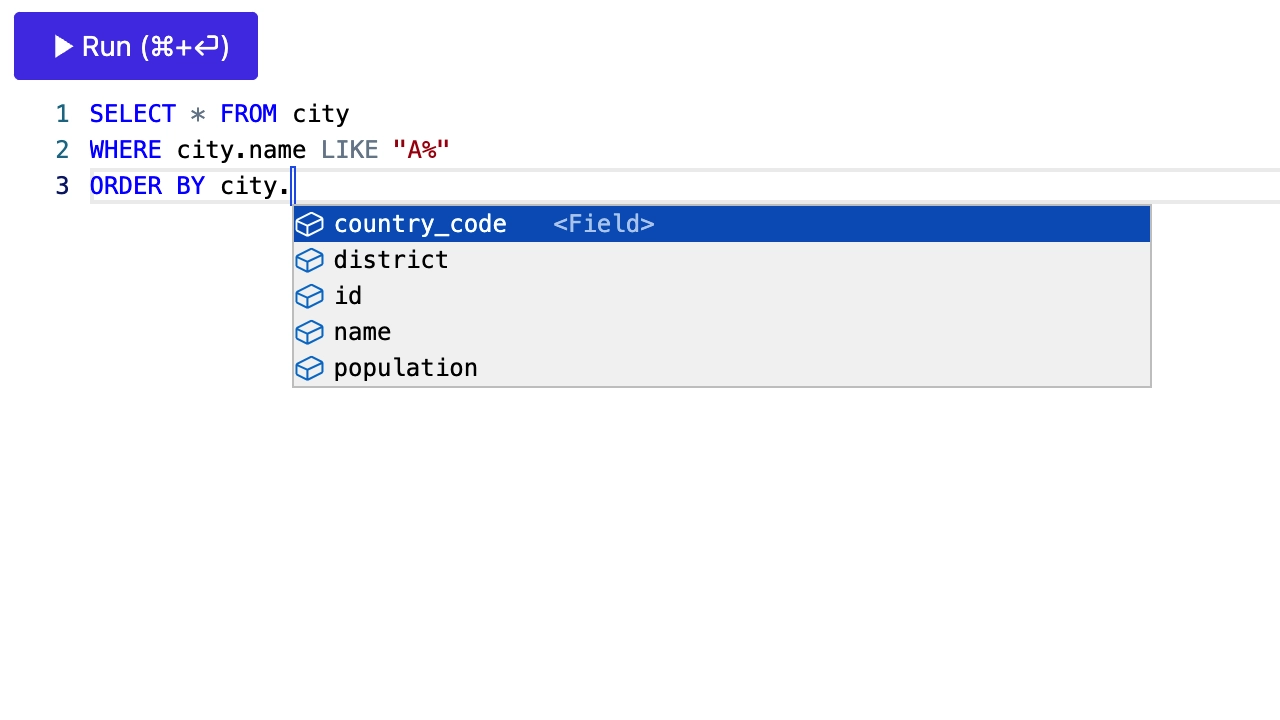 Run (⌘+⏎)
1 SELECT * FROM city
2 WHERE city.name LIKE "A%"
3 ORDER BY city.
country_code <Field>
district
id
name
population